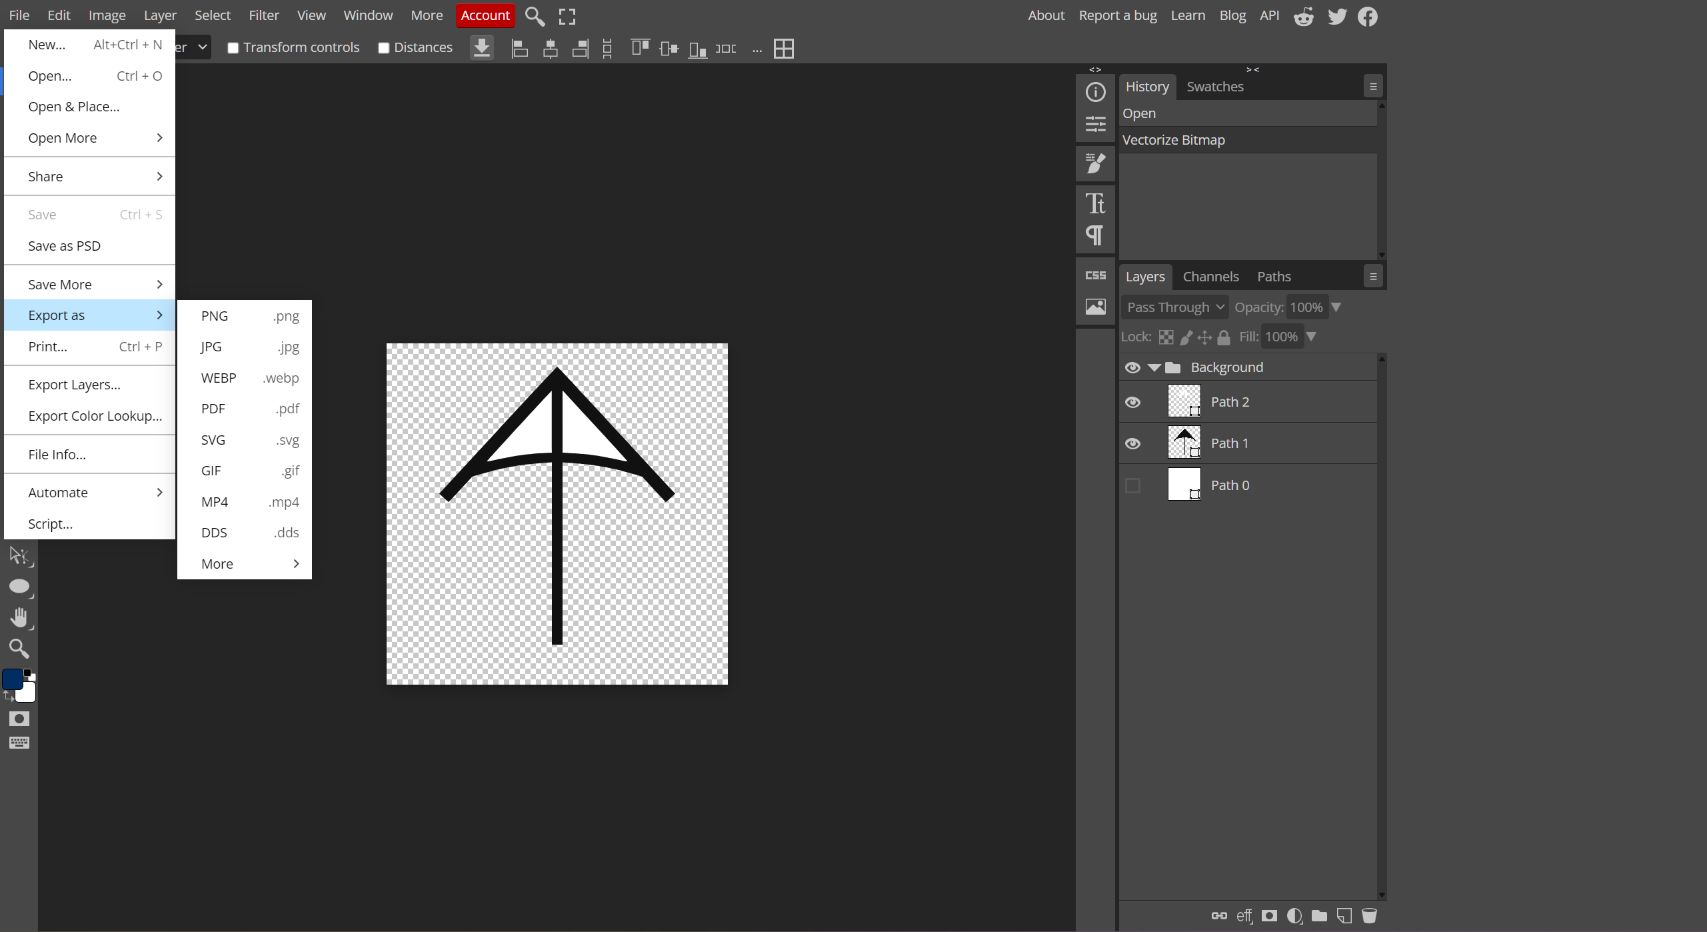 File Edit Image Layer Select Filter View Window More Account About Report a bug Learn Blog API
er Transform controls Distances ...
New... Alt+Ctrl + N
Open... Ctrl + O
Open & Place...
Open More
Share
Save Ctrl + S
Save as PSD
Save More
Export as
Print... Ctrl + P
Export Layers...
Export Color Lookup...
File Info...
Automate
Script...
PNG .png
JPG .jpg
WEBP .webp
PDF .pdf
SVG .svg
GIF .gif
MP4 .mp4
DDS .dds
More
< >
> <
Tt
CSS
History Swatches
Open
Vectorize Bitmap
Layers Channels Paths
Pass Through Opacity: 100%
Lock: Fill: 100%
Background
Path 2
Path 1
Path 0
eff